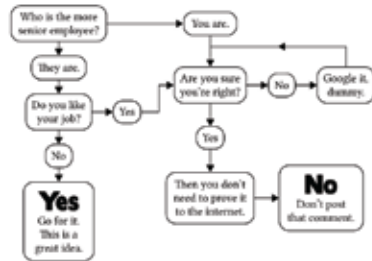 Who is the more
senior employee?
You are.
They are.
Are you sure
you're right?
No
Google it,
dummy.
Do you like
your job?
Yes
No
Yes
Yes
Go for it.
This is a
great idea.
Then you don't
need to prove it
to the internet.
No
Don't post
that comment.